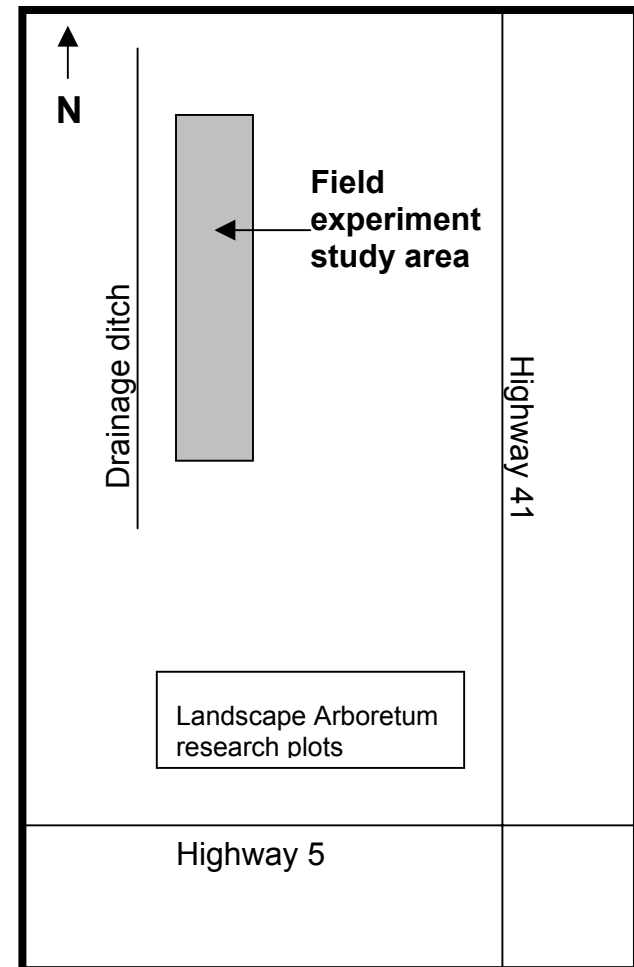 N
Field
experiment
study area
Drainage ditch
Highway 41
Landscape Arboretum
research plots
Highway 5